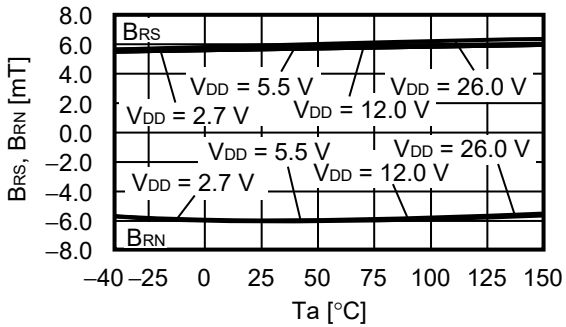 BRS, BRN [mT]
8.0
6.0
4.0
2.0
0.0
−2.0
−4.0
−6.0
−8.0
BRS
VDD = 5.5 V
VDD = 26.0 V
VDD = 2.7 V
VDD = 12.0 V
VDD = 5.5 V
VDD = 26.0 V
VDD = 2.7 V
VDD = 12.0 V
BRN
−40 −25 0 25 50 75 100 125 150
Ta [°C]